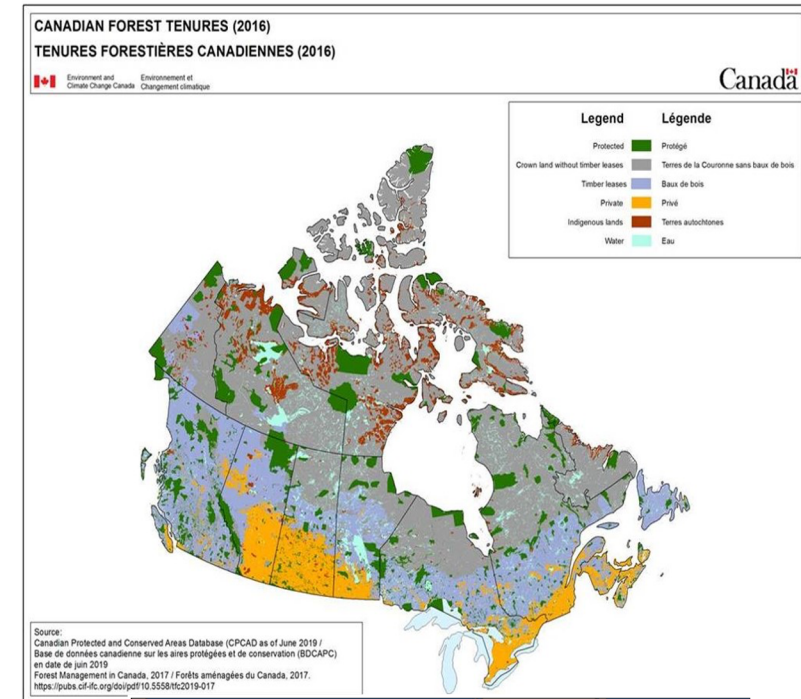 CANADIAN FOREST TENURES (2016)
TENURES FORESTIÈRES CANADIENNES (2016)
Environment and Environnement et
Climate Change Canada Changement climatique
Canada
Legend Légende
Protected Protégé
Crown land without timber leases Terres de la Couronne sans baux de bois
Timber leases Baux de bois
Private Privé
Indigenous lands Terres autochtones
Water Eau
Source:
Canadian Protected and Conserved Areas Database (CPCAD as of June 2019 /
Base de données canadienne sur les aires protégées et de conservation (BDCAPC)
en date de juin 2019
Forest Management in Canada, 2017 / Forêts aménagées du Canada, 2017.
https://pubs.cif-ifc.org/doi/pdf/10.5558/tfc2019-017